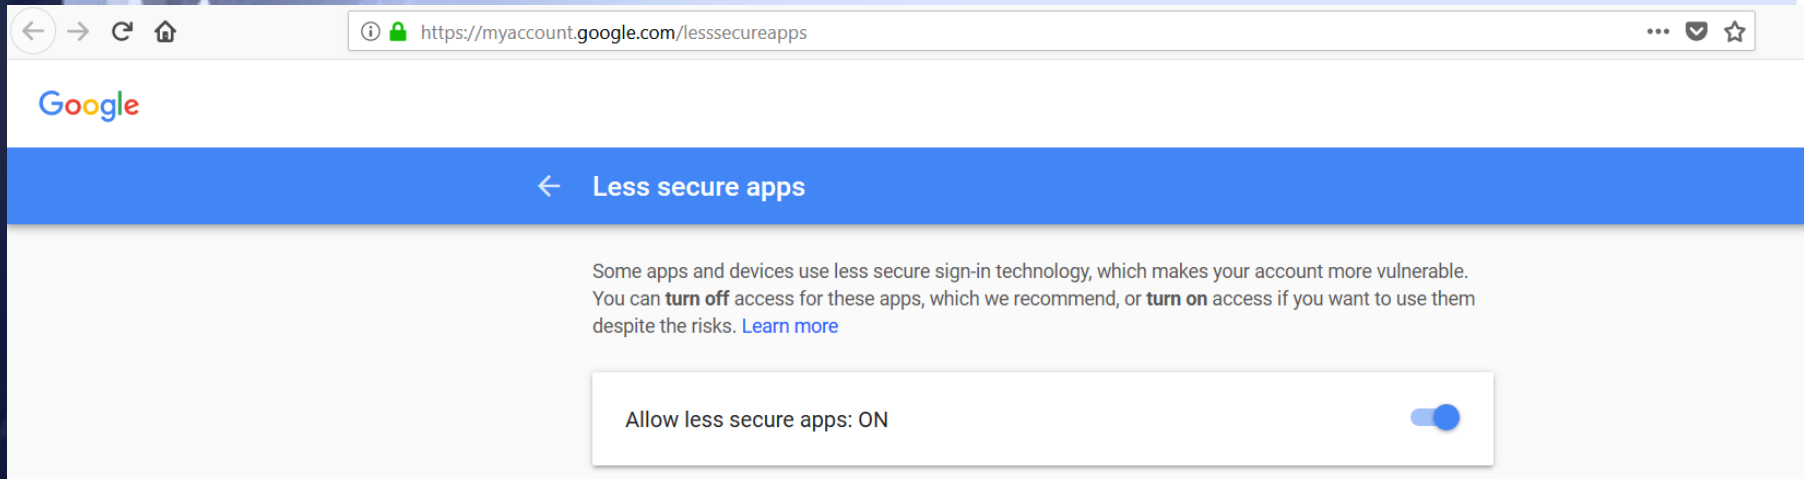 https://myaccount.google.com/lesssecureapps
Google
Less secure apps
Some apps and devices use less secure sign-in technology, which makes your account more vulnerable.
You can turn off access for these apps, which we recommend, or turn on access if you want to use them
despite the risks. Learn more
Allow less secure apps: ON